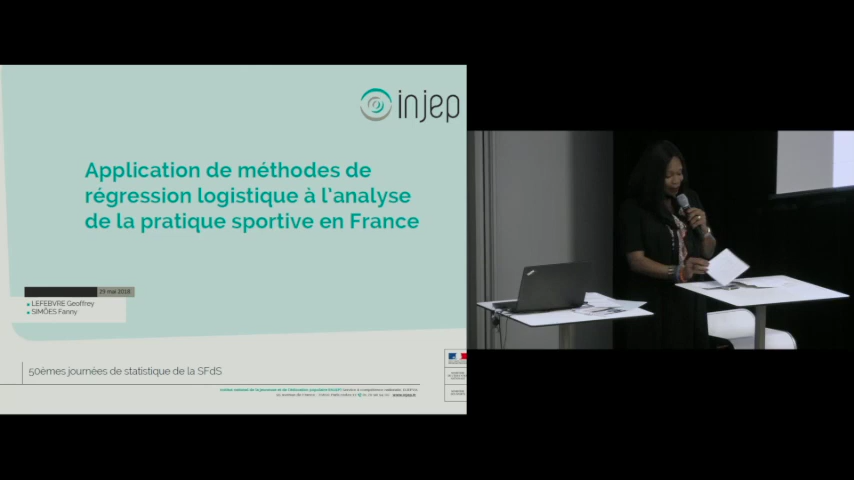 injep
Application de méthodes de
régression logistique à l'analyse
de la pratique sportive en France
29 mai 2018
LEFEBVRE Geoffrey
SIMÕES Fanny
50èmes journées de statistique de la SFdS